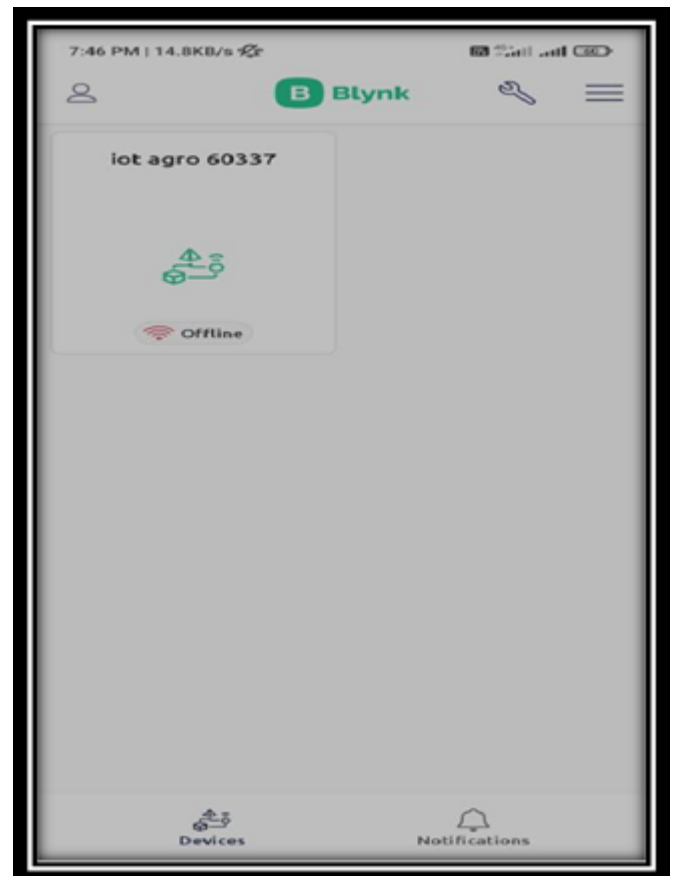 7:46 PM | 14.8KB/s
B Blynk
iot agro 60337
Offline
Devices
Notifications